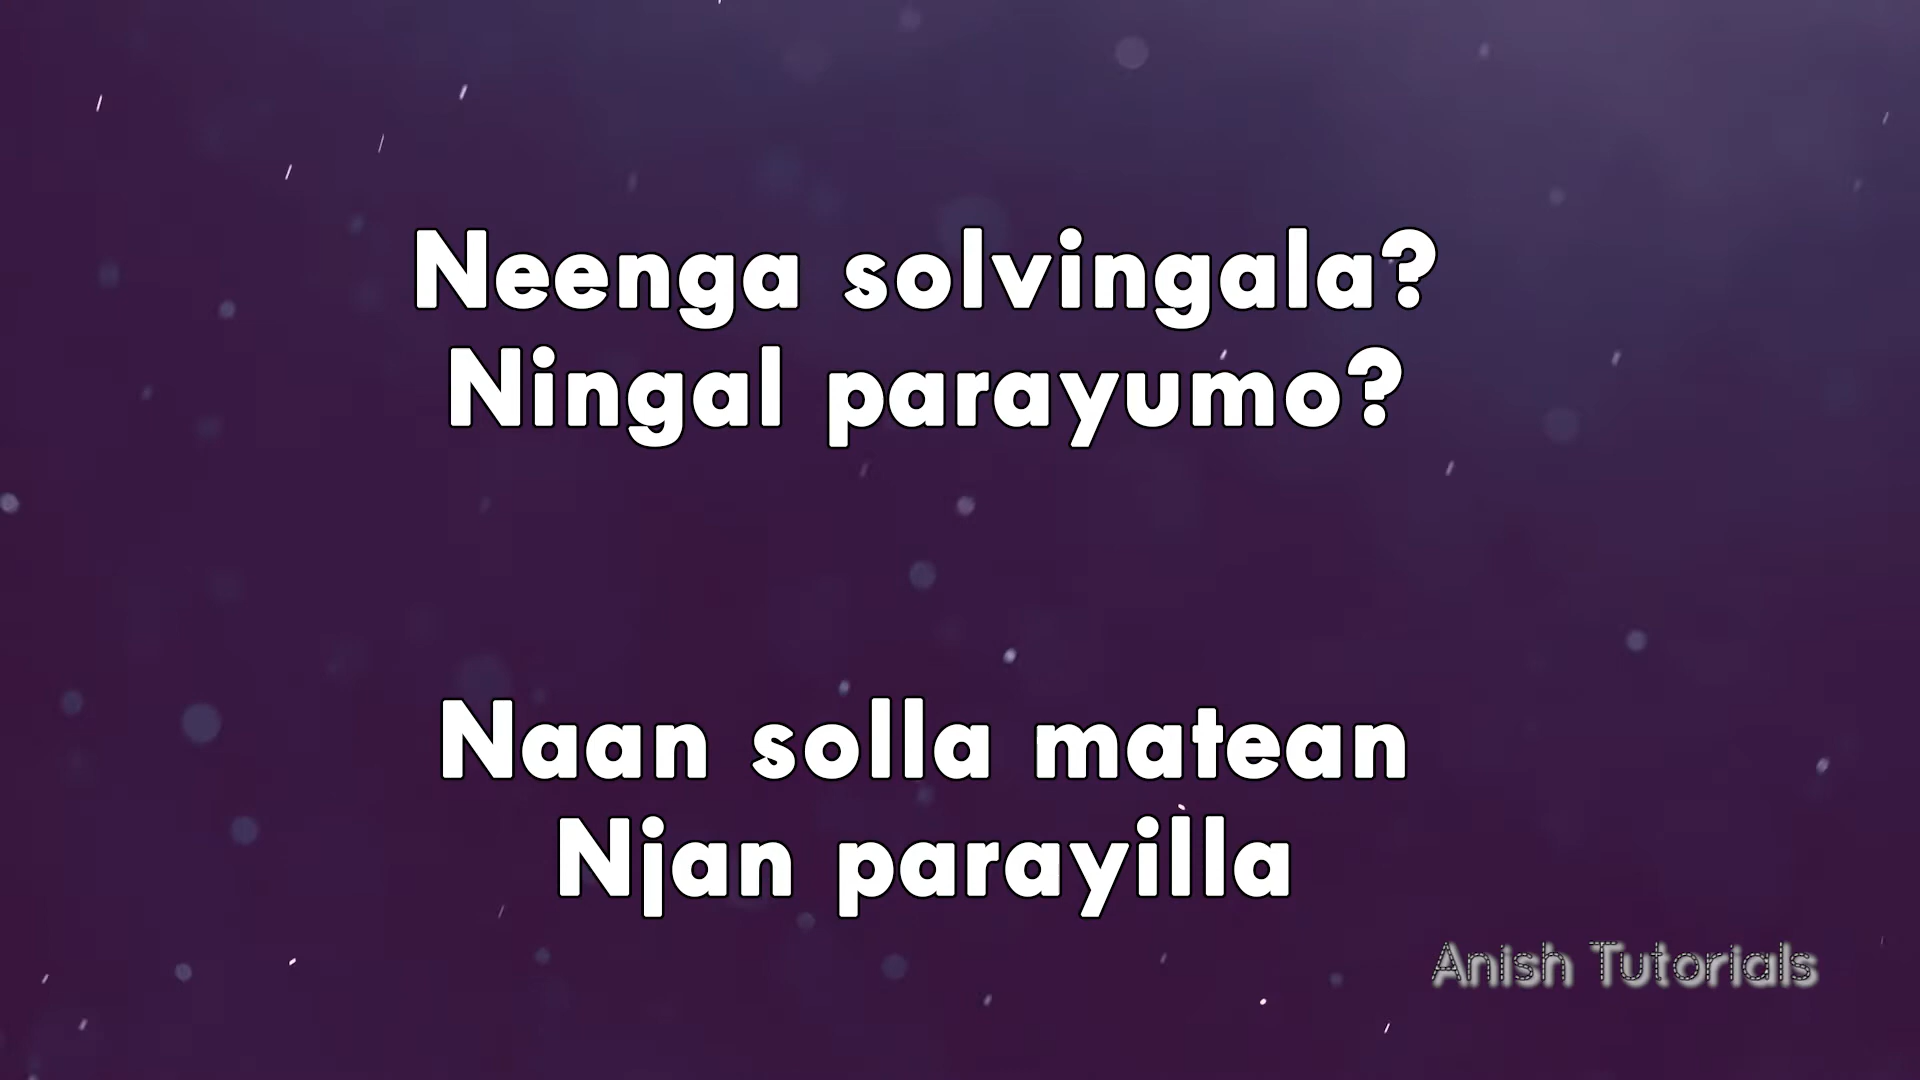 Neenga solvingala?
Ningal parayumo?
Naan solla matean
Njan parayilla
Anish Tutorials